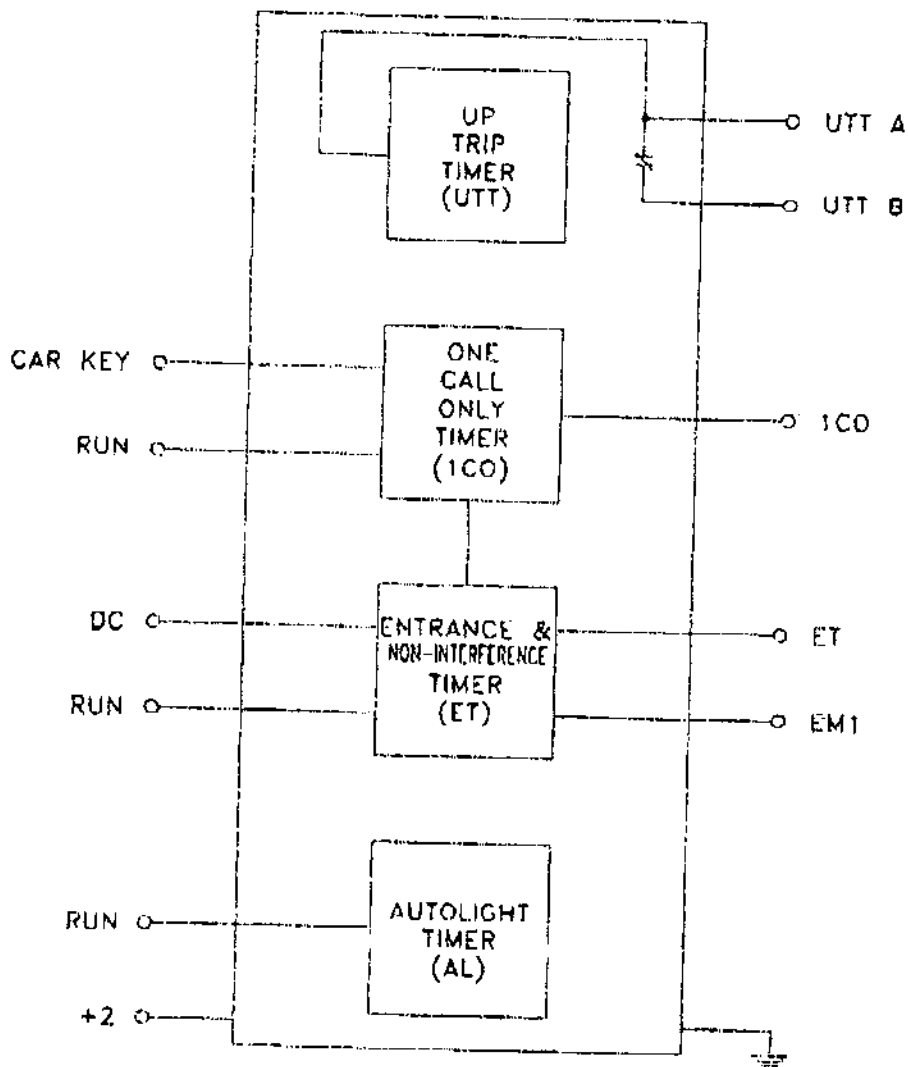 UP
TRIP
TIMER
(UTT)
UTT A
UTT B
CAR KEY
RUN
ONE
CALL
ONLY
TIMER
(1CO)
1CO
DC
RUN
ENTRANCE &
NON-INTERFERENCE
TIMER
(ET)
ET
EM1
RUN
AUTOLIGHT
TIMER
(AL)
+2